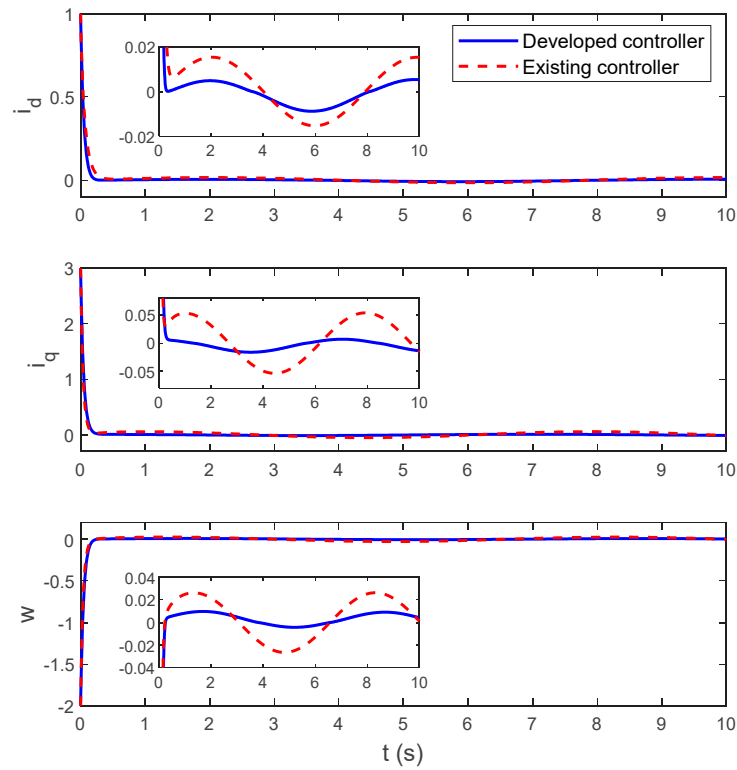 Developed controller
Existing controller
i_d
1
0.5
0
0.02
0
-0.02
0 2 4 6 8 10
0 1 2 3 4 5 6 7 8 9 10
i_q
3
2
1
0
0.05
0
-0.05
0 2 4 6 8 10
0 1 2 3 4 5 6 7 8 9 10
w
0
-0.5
-1
-1.5
-2
0.04
0.02
0
-0.02
-0.04
0 2 4 6 8 10
0 1 2 3 4 5 6 7 8 9 10
t (s)